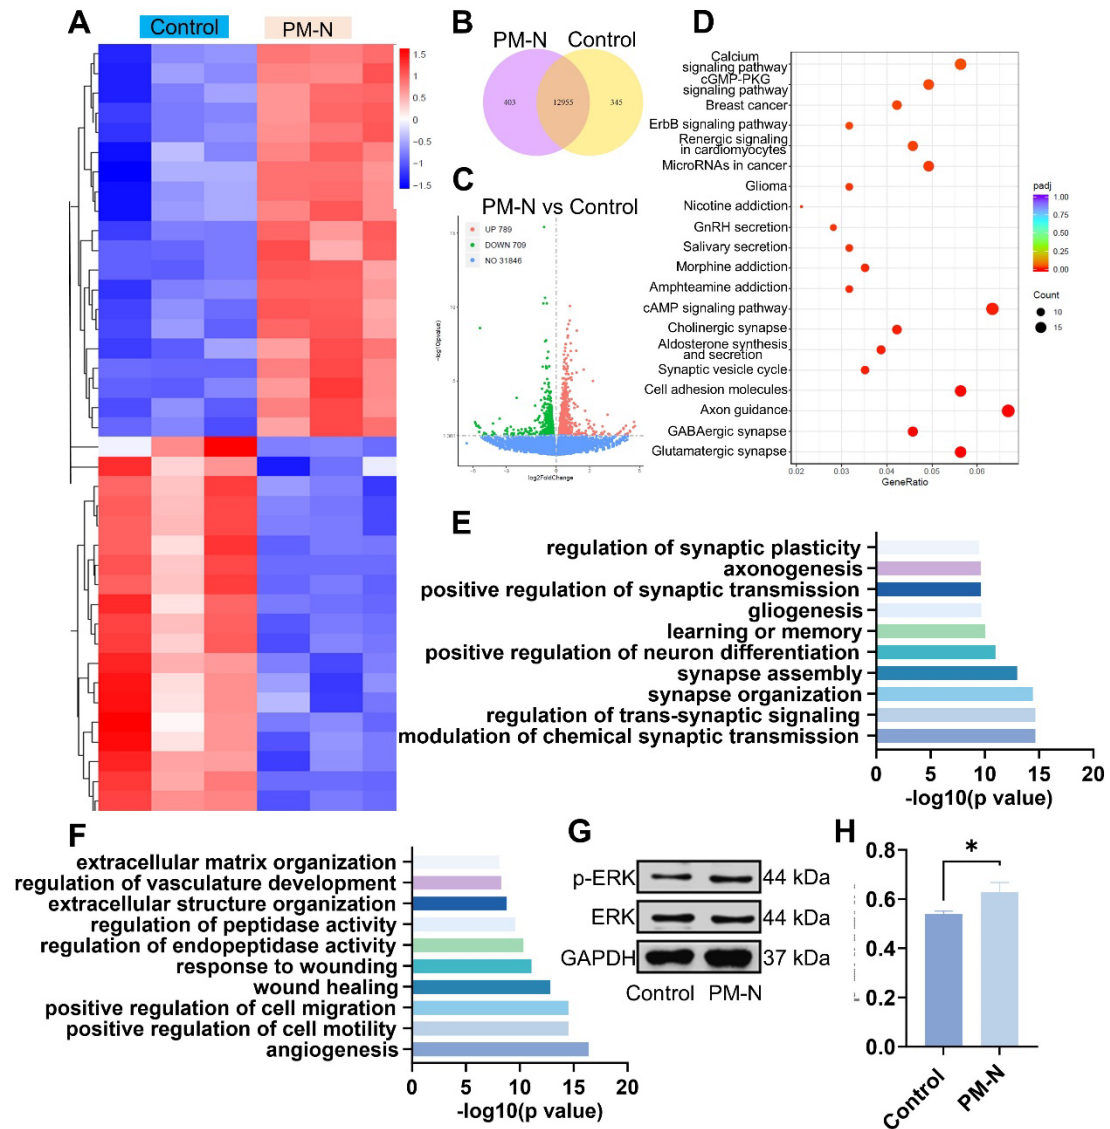 A
Control
PM-N
1.5
1
0.5
0
−0.5
−1
−1.5
B
PM-N
Control
403
12955
345
C
PM-N vs Control
UP 789
DOWN 709
NO 31846
-log10(pvalue)
10
5
1.301
-5
0
5
log2FoldChange
D
Calcium
signaling pathway
cGMP-PKG
signaling pathway
Breast cancer
ErbB signaling pathway
Renergic signaling
in cardiomyocytes
MicroRNAs in cancer
Glioma
Nicotine addiction
GnRH secretion
Salivary secretion
Morphine addiction
Amphteamine addiction
cAMP signaling pathway
Cholinergic synapse
Aldosterone synthesis
and secretion
Synaptic vesicle cycle
Cell adhesion molecules
Axon guidance
GABAergic synapse
Glutamatergic synapse
0.02
0.03
0.04
0.05
0.06
GeneRatio
padj
1.00
0.75
0.50
0.25
0.00
Count
10
15
E
regulation of synaptic plasticity
axonogenesis
positive regulation of synaptic transmission
gliogenesis
learning or memory
positive regulation of neuron differentiation
synapse assembly
synapse organization
regulation of trans-synaptic signaling
modulation of chemical synaptic transmission
0
5
10
15
20
-log10(p value)
F
extracellular matrix organization
regulation of vasculature development
extracellular structure organization
regulation of peptidase activity
regulation of endopeptidase activity
response to wounding
wound healing
positive regulation of cell migration
positive regulation of cell motility
angiogenesis
0
5
10
15
20
-log10(p value)
G
p-ERK
44 kDa
ERK
44 kDa
GAPDH
37 kDa
Control
PM-N
H
*
0.8
0.6
0.4
0.2
0.0
Control
PM-N